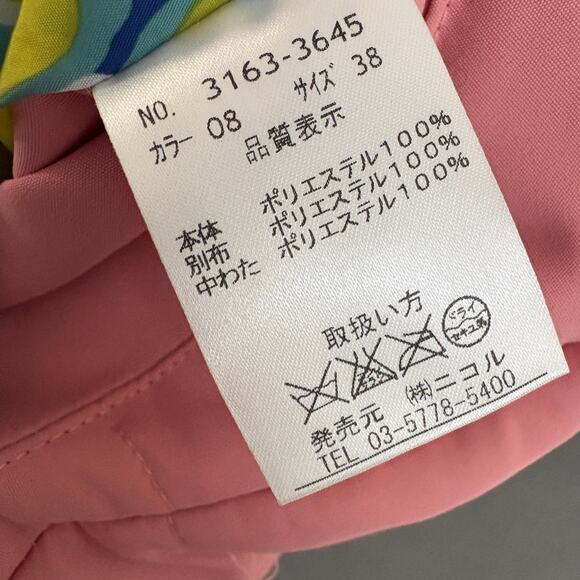 NO. 3163-3645
カラー 08 サイズ 38
品質表示
本体 ポリエステル100%
別布 ポリエステル100%
中わた ポリエステル100%
取扱い方
ドライ
セキユ系
発売元 (株)ニコル
TEL 03-5778-5400